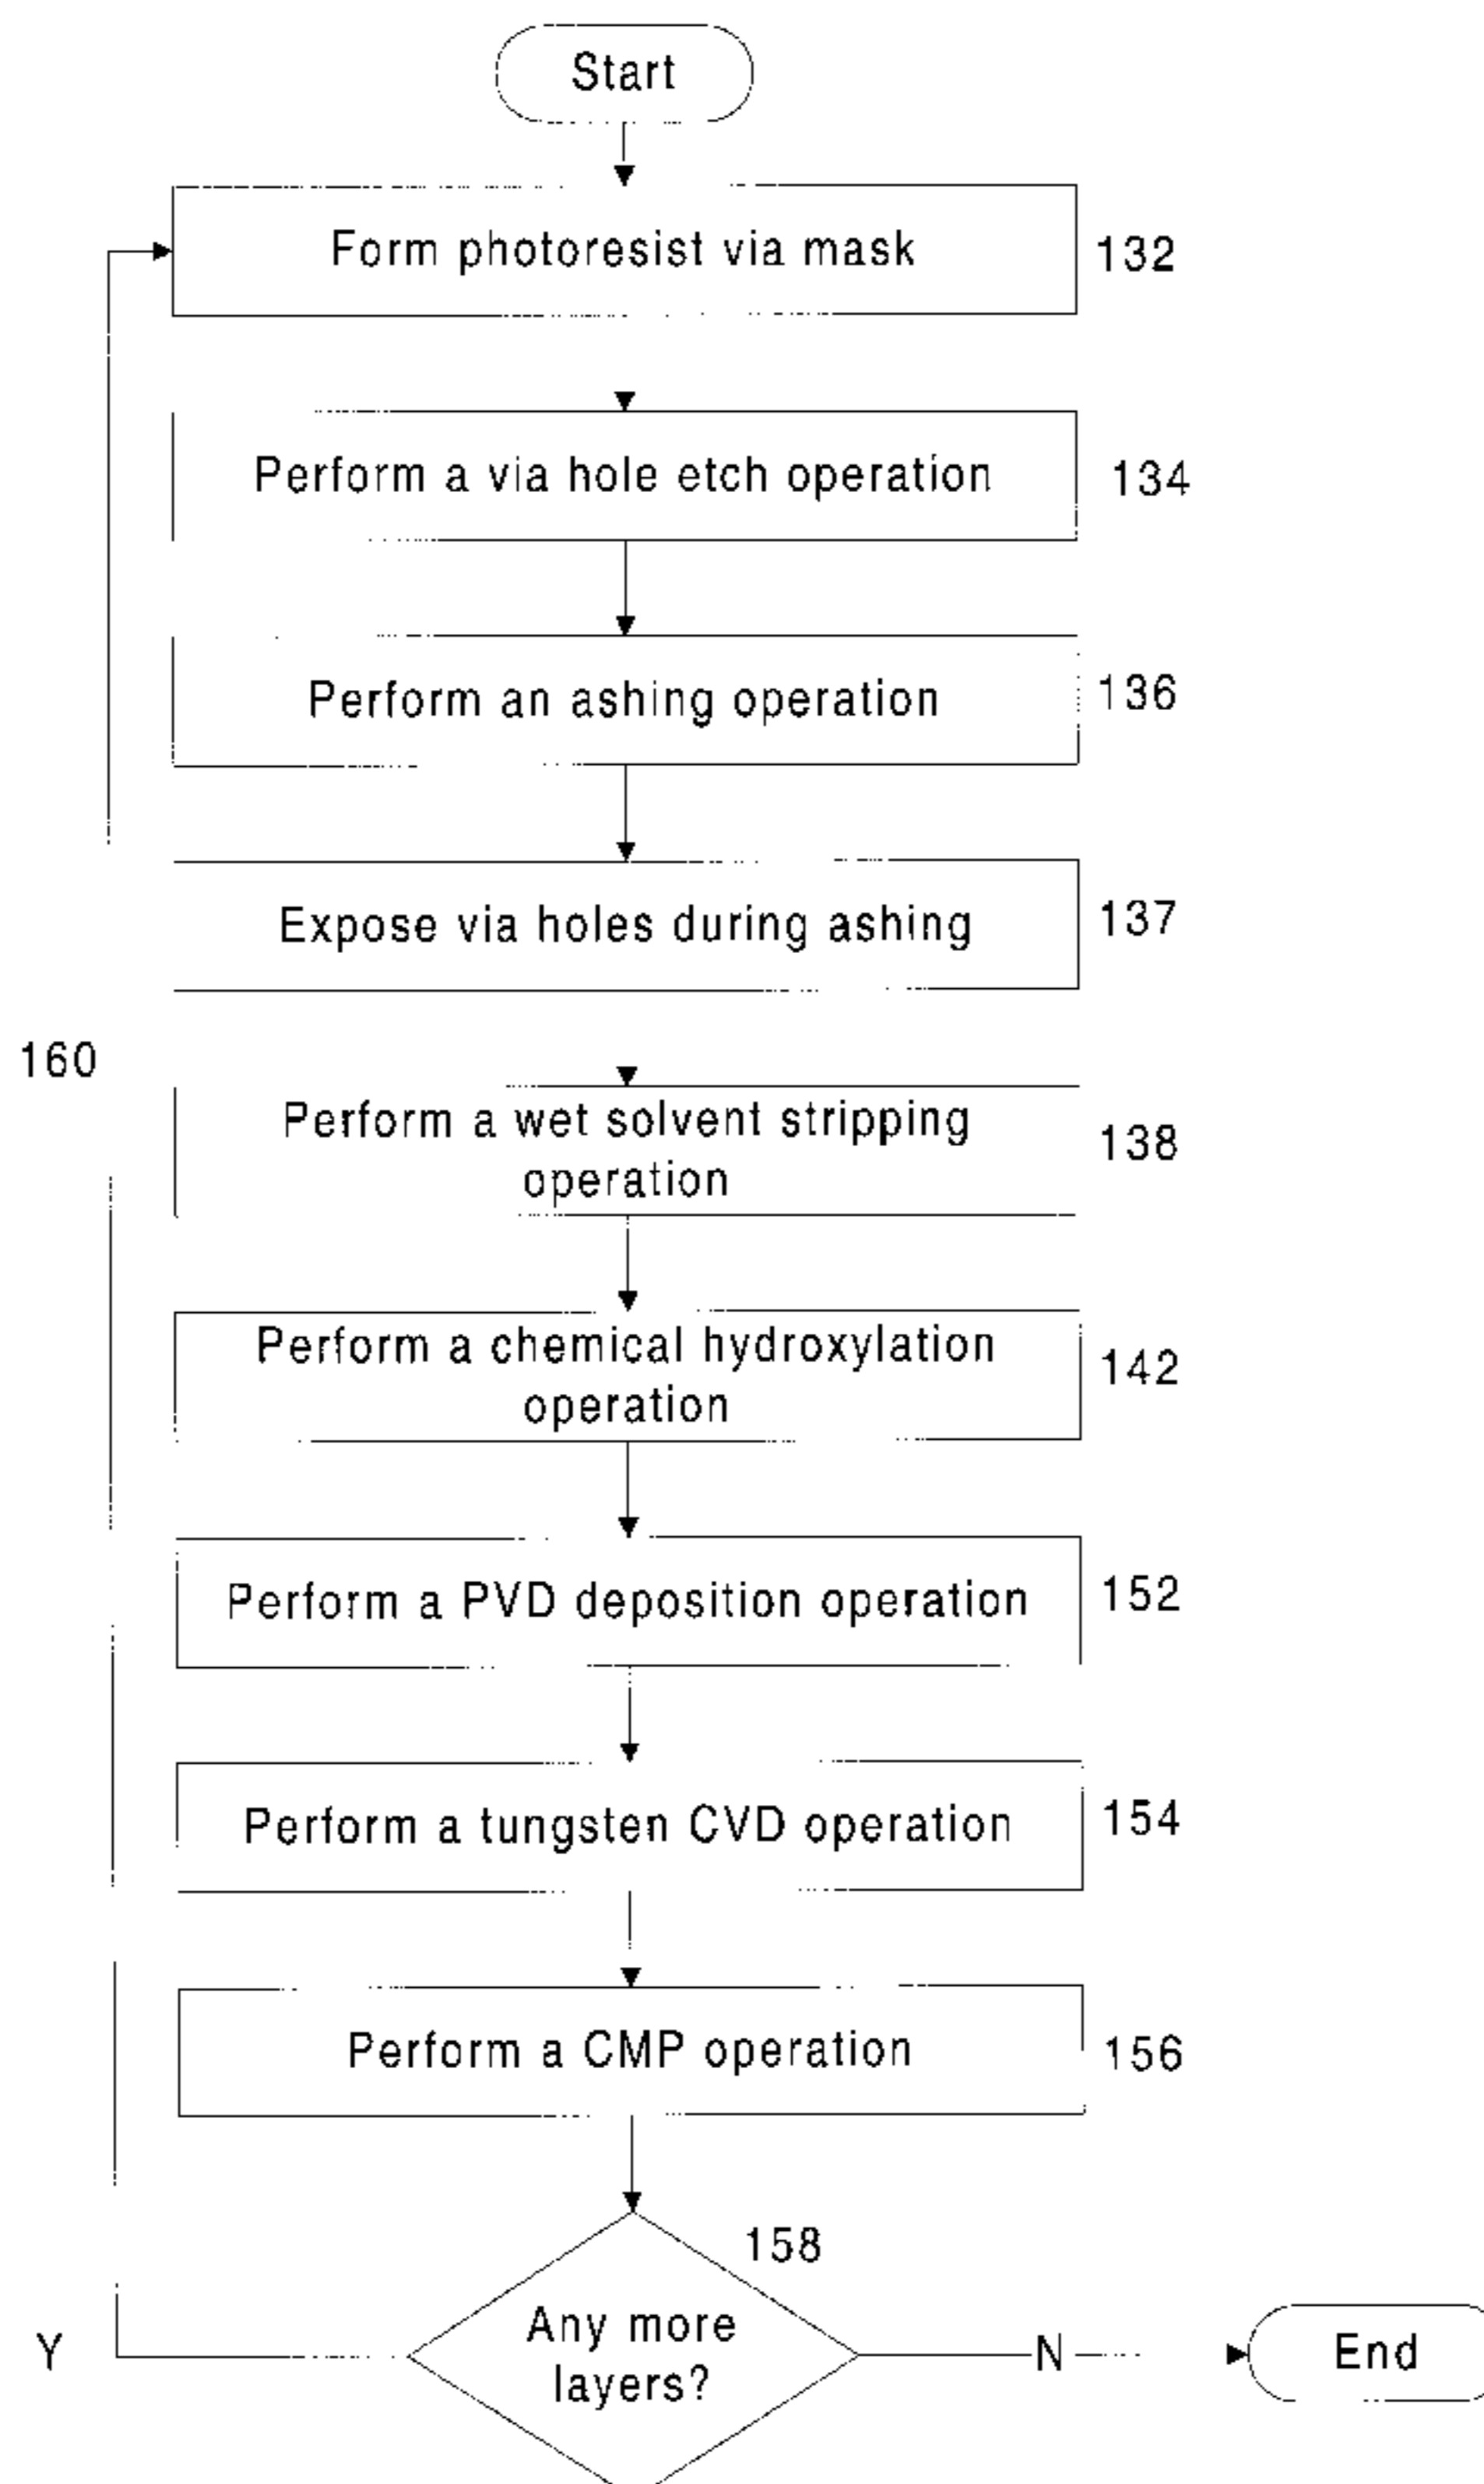 Start
Form photoresist via mask
132
Perform a via hole etch operation
134
Perform an ashing operation
136
Expose via holes during ashing
137
160
Perform a wet solvent stripping
operation
138
Perform a chemical hydroxylation
operation
142
Perform a PVD deposition operation
152
Perform a tungsten CVD operation
154
Perform a CMP operation
156
158
Any more
layers?
Y
N
End